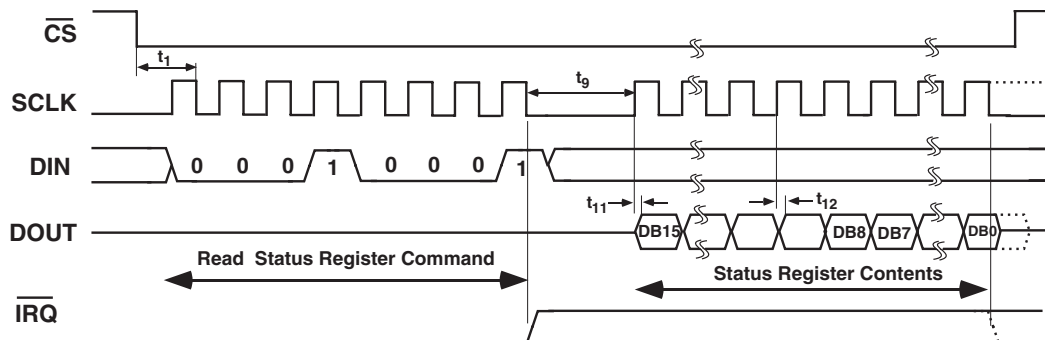 CS
t1
SCLK
t9
DIN
0 0 0 1 0 0 0 1
t11
t12
DOUT
DB15
DB8
DB7
DB0
Read Status Register Command
Status Register Contents
IRQ